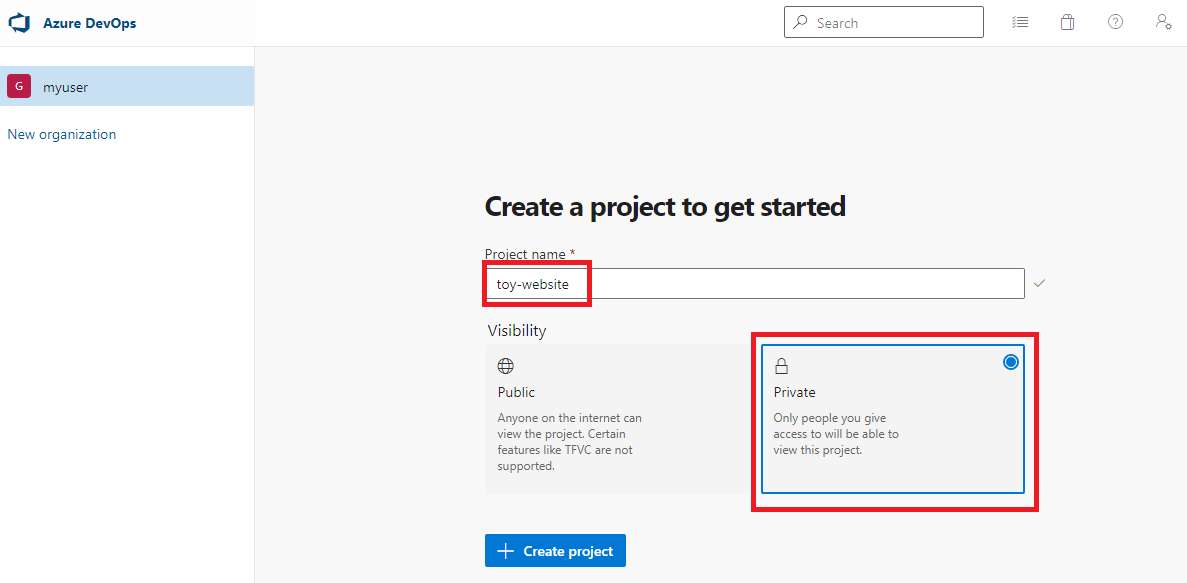 Azure DevOps
Search
G
myuser
New organization
Create a project to get started
Project name *
toy-website
Visibility
Public
Anyone on the internet can
view the project. Certain
features like TFVC are not
supported.
Private
Only people you give
access to will be able to
view this project.
Create project